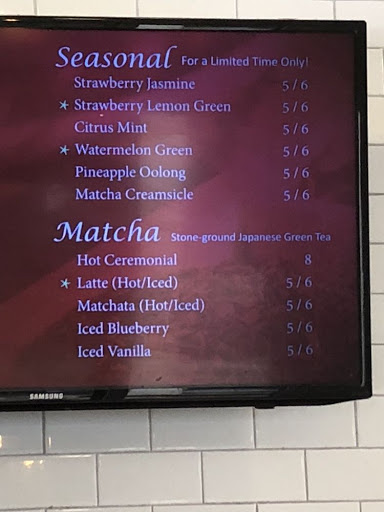 Seasonal For a Limited Time Only!
Strawberry Jasmine 5 / 6
* Strawberry Lemon Green 5 / 6
Citrus Mint 5 / 6
* Watermelon Green 5 / 6
Pineapple Oolong 5 / 6
Matcha Creamsicle 5 / 6
Matcha Stone-ground Japanese Green Tea
Hot Ceremonial 8
* Latte (Hot/Iced) 5 / 6
Matchata (Hot/Iced) 5 / 6
Iced Blueberry 5 / 6
Iced Vanilla 5 / 6
SAMSUNG